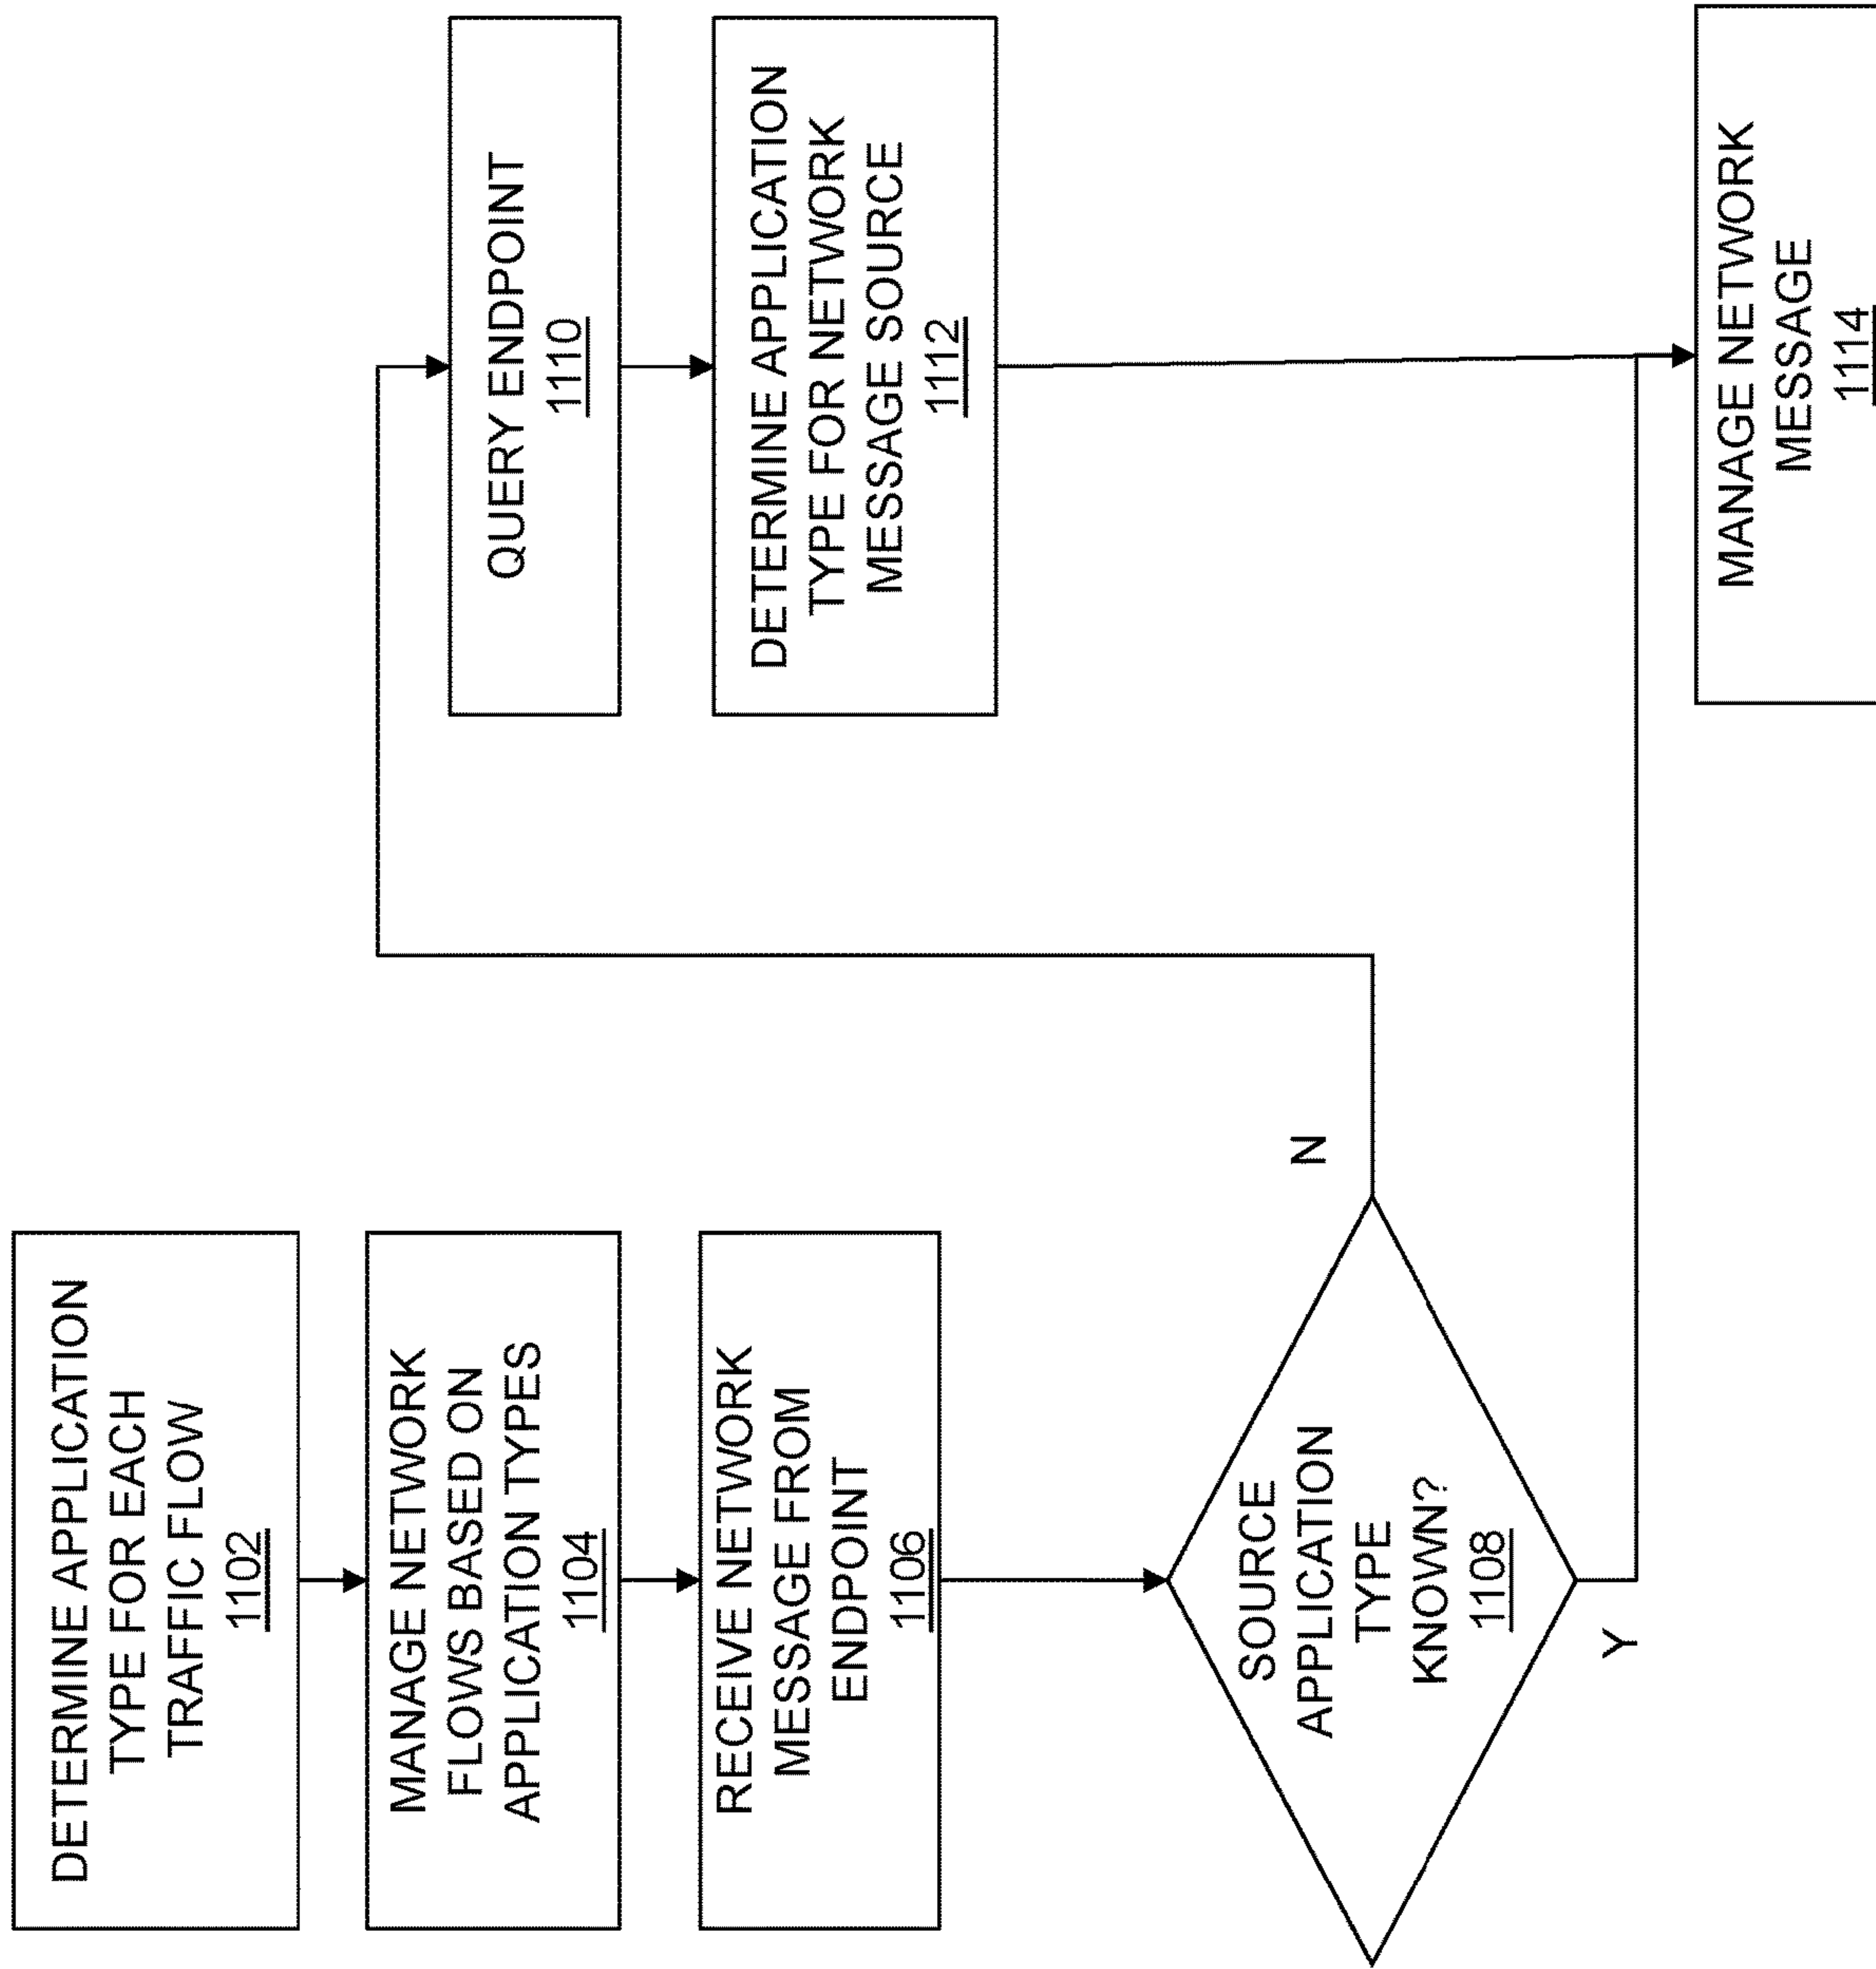 DETERMINE APPLICATION
TYPE FOR EACH
TRAFFIC FLOW
1102
MANAGE NETWORK
FLOWS BASED ON
APPLICATION TYPES
1104
RECEIVE NETWORK
MESSAGE FROM
ENDPOINT
1106
SOURCE
APPLICATION
TYPE
KNOWN?
1108
N
Y
QUERY ENDPOINT
1110
DETERMINE APPLICATION
TYPE FOR NETWORK
MESSAGE SOURCE
1112
MANAGE NETWORK
MESSAGE
1114